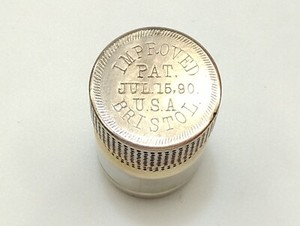 IMPROVED
PAT.
JUL.15.90.
U.S.A
BRISTOL.